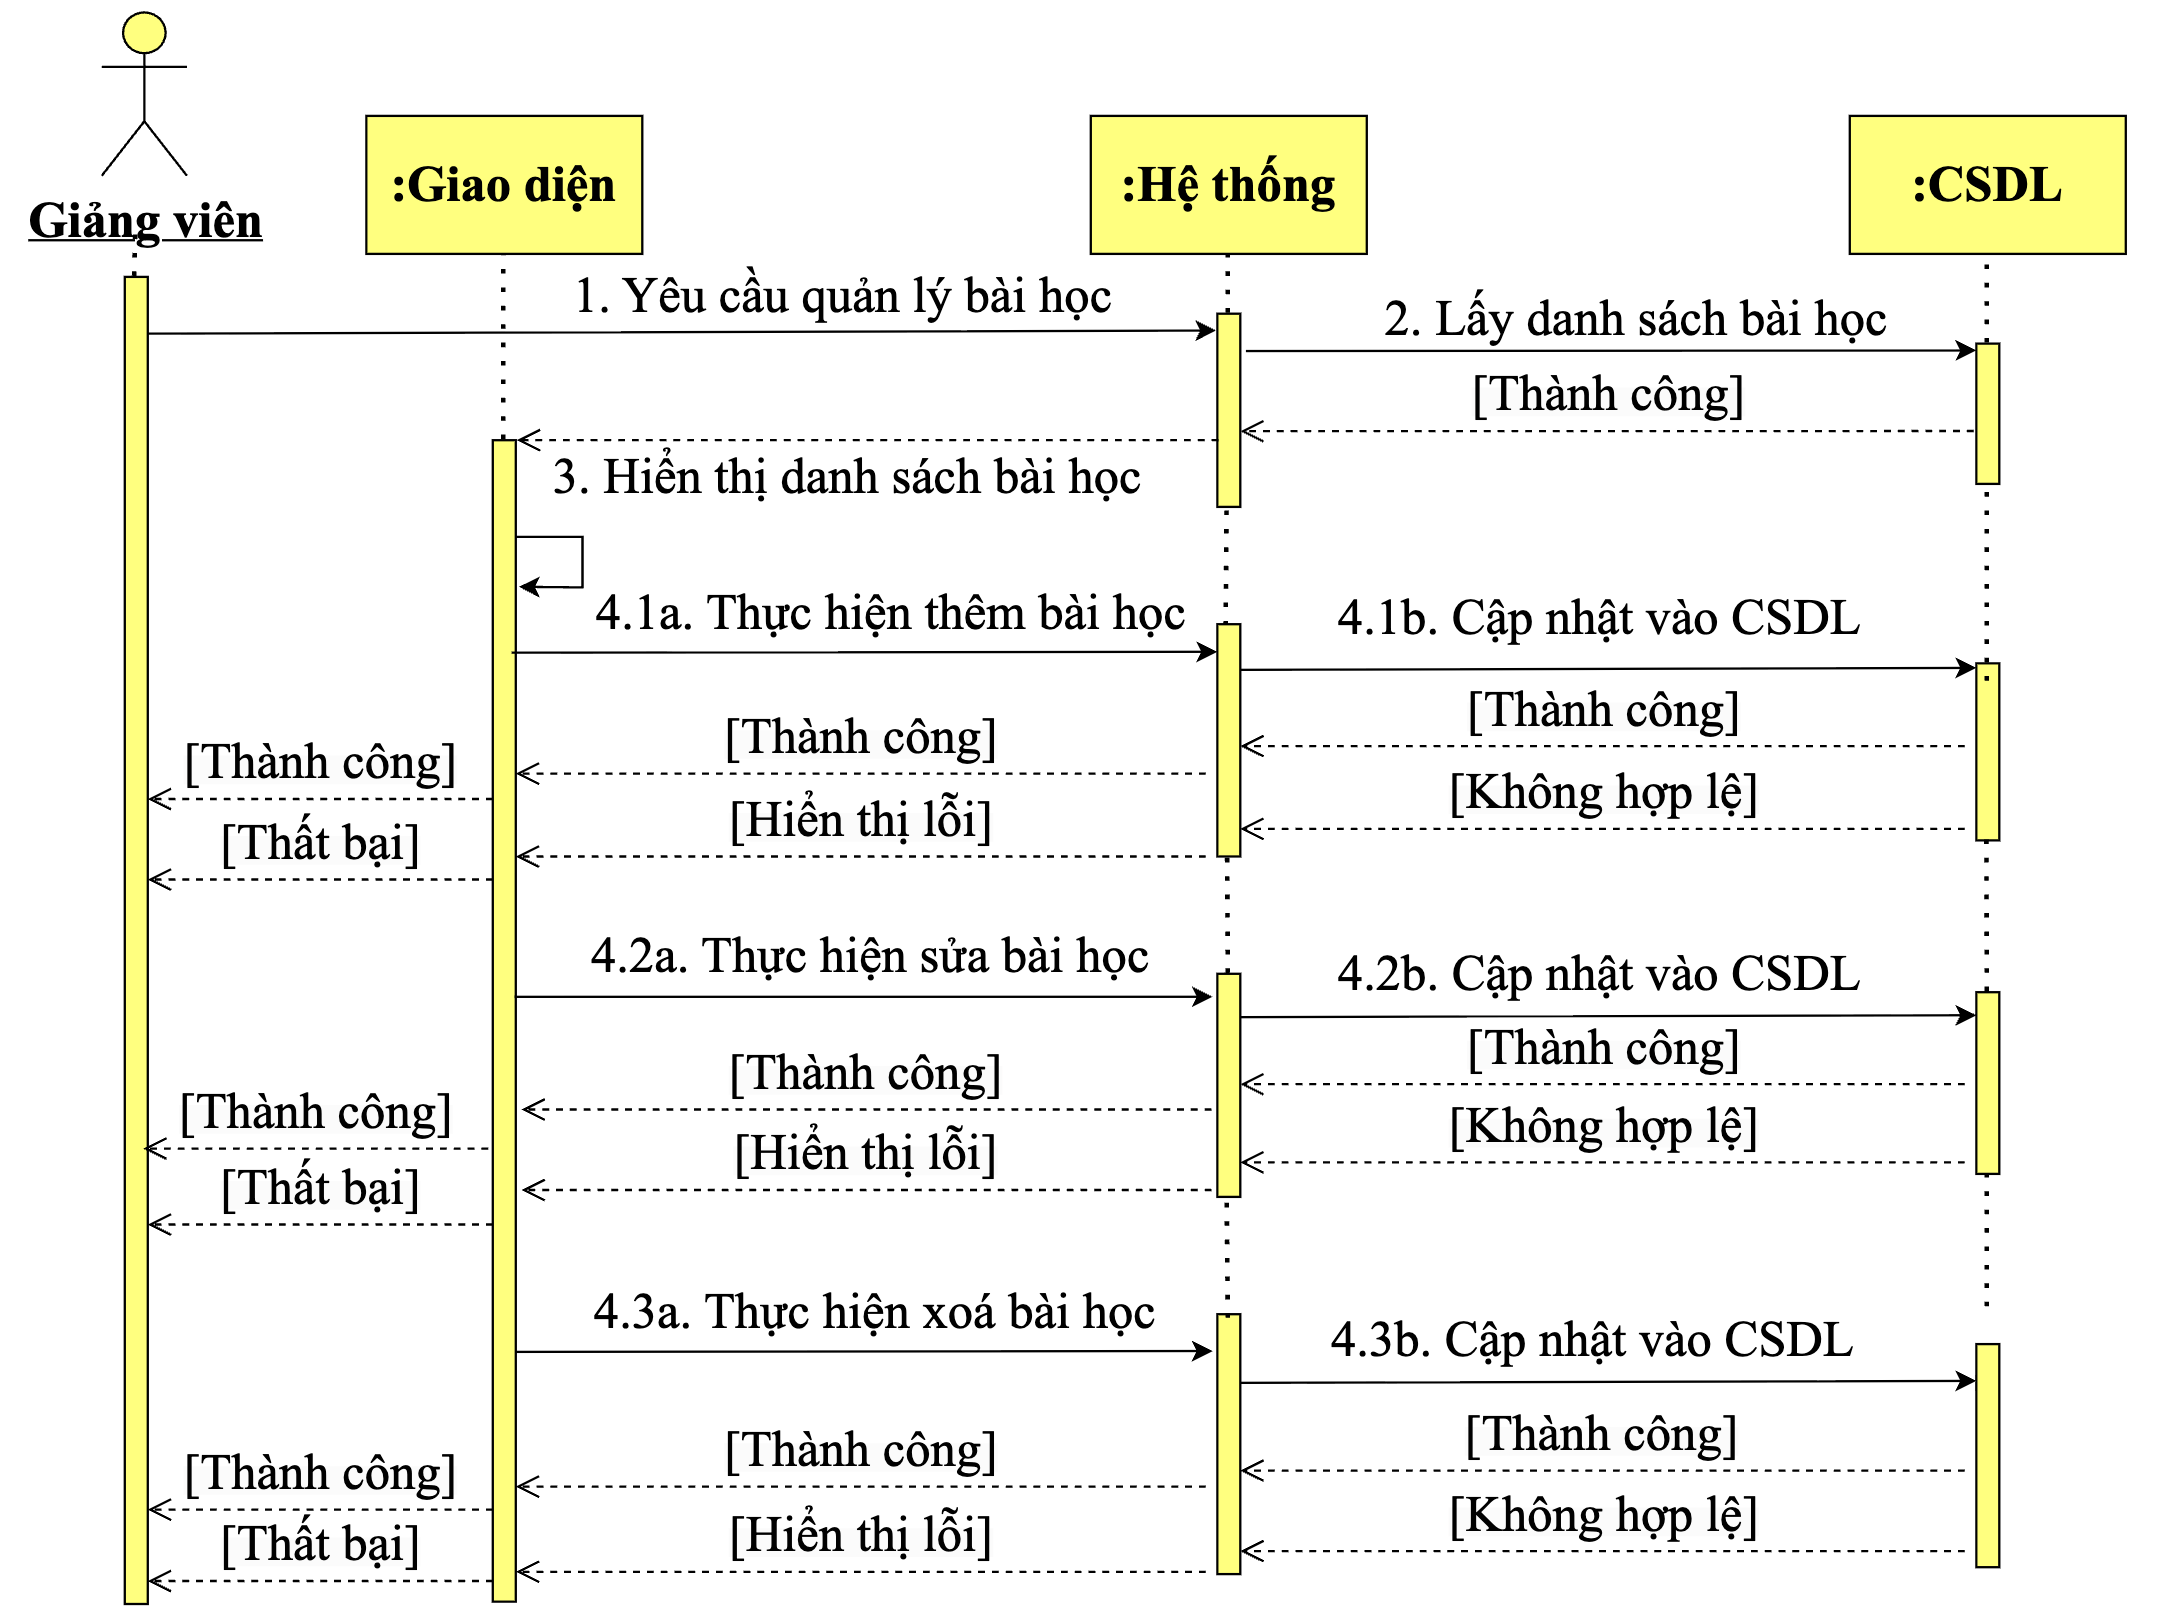 Giảng viên
:Giao diện
:Hệ thống
:CSDL
1. Yêu cầu quản lý bài học
2. Lấy danh sách bài học
[Thành công]
3. Hiển thị danh sách bài học
4.1a. Thực hiện thêm bài học
4.1b. Cập nhật vào CSDL
[Thành công]
[Thành công]
[Thành công]
[Không hợp lệ]
[Hiển thị lỗi]
[Thất bại]
4.2a. Thực hiện sửa bài học
4.2b. Cập nhật vào CSDL
[Thành công]
[Thành công]
[Thành công]
[Không hợp lệ]
[Hiển thị lỗi]
[Thất bại]
4.3a. Thực hiện xoá bài học
4.3b. Cập nhật vào CSDL
[Thành công]
[Thành công]
[Thành công]
[Không hợp lệ]
[Hiển thị lỗi]
[Thất bại]